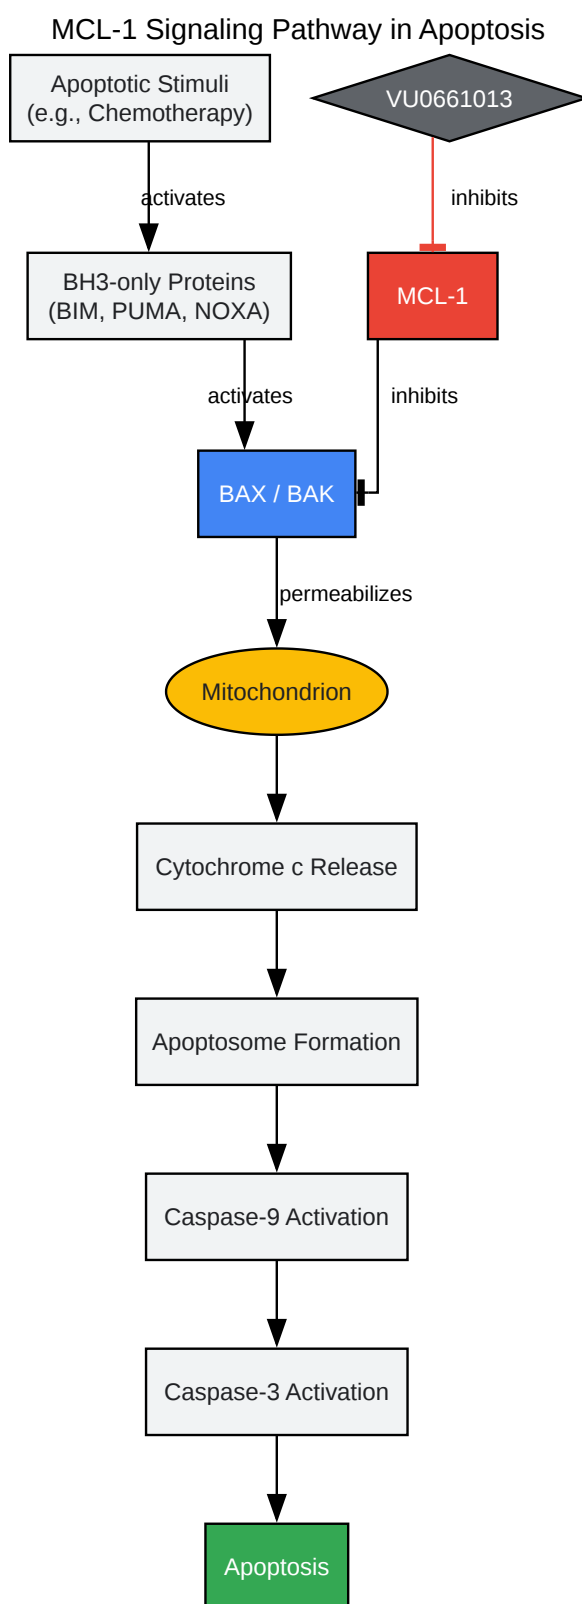 MCL-1 Signaling Pathway in Apoptosis
Apoptotic Stimuli
(e.g., Chemotherapy)
VU0661013
activates
inhibits
BH3-only Proteins
(BIM, PUMA, NOXA)
MCL-1
activates
inhibits
BAX / BAK
permeabilizes
Mitochondrion
Cytochrome c Release
Apoptosome Formation
Caspase-9 Activation
Caspase-3 Activation
Apoptosis